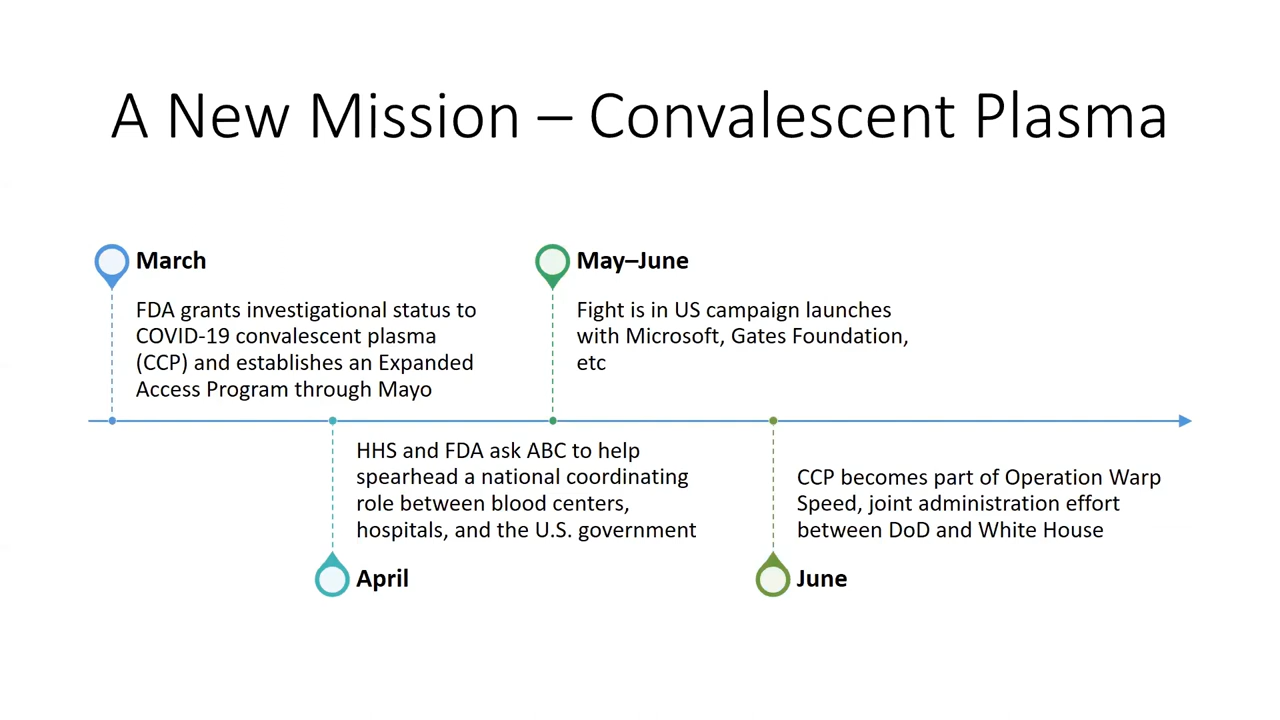 A New Mission – Convalescent Plasma
March
FDA grants investigational status to
COVID-19 convalescent plasma
(CCP) and establishes an Expanded
Access Program through Mayo
HHS and FDA ask ABC to help
spearhead a national coordinating
role between blood centers,
hospitals, and the U.S. government
April
May–June
Fight is in US campaign launches
with Microsoft, Gates Foundation,
etc
CCP becomes part of Operation Warp
Speed, joint administration effort
between DoD and White House
June